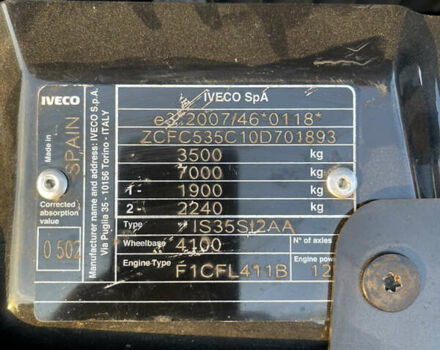 IVECO
IVECO SpA
e3*2007/46*0118*
ZCFC535C10D701893
3500 kg
7000 kg
1- 1900 kg
2- 2240 kg
Type IS35SI2AA
Wheelbase 4100 N° of axles
Engine Type F1CFL411B Engine power 12
Made in SPAIN
Corrected absorption value
0 502
Manufacturer name and address: IVECO S.p.A.
Via Puglia 35 - 10156 Torino - ITALY